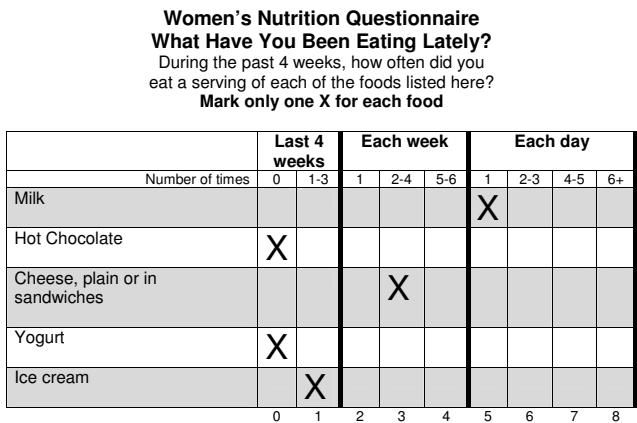 Women's Nutrition Questionnaire
What Have You Been Eating Lately?
During the past 4 weeks, how often did you
eat a serving of each of the foods listed here?
Mark only one X for each food
Last 4 weeks Each week Each day
Number of times 0 1-3 1 2-4 5-6 1 2-3 4-5 6+
Milk X
Hot Chocolate X
Cheese, plain or in
sandwiches X
Yogurt X
Ice cream X
0 1 2 3 4 5 6 7 8